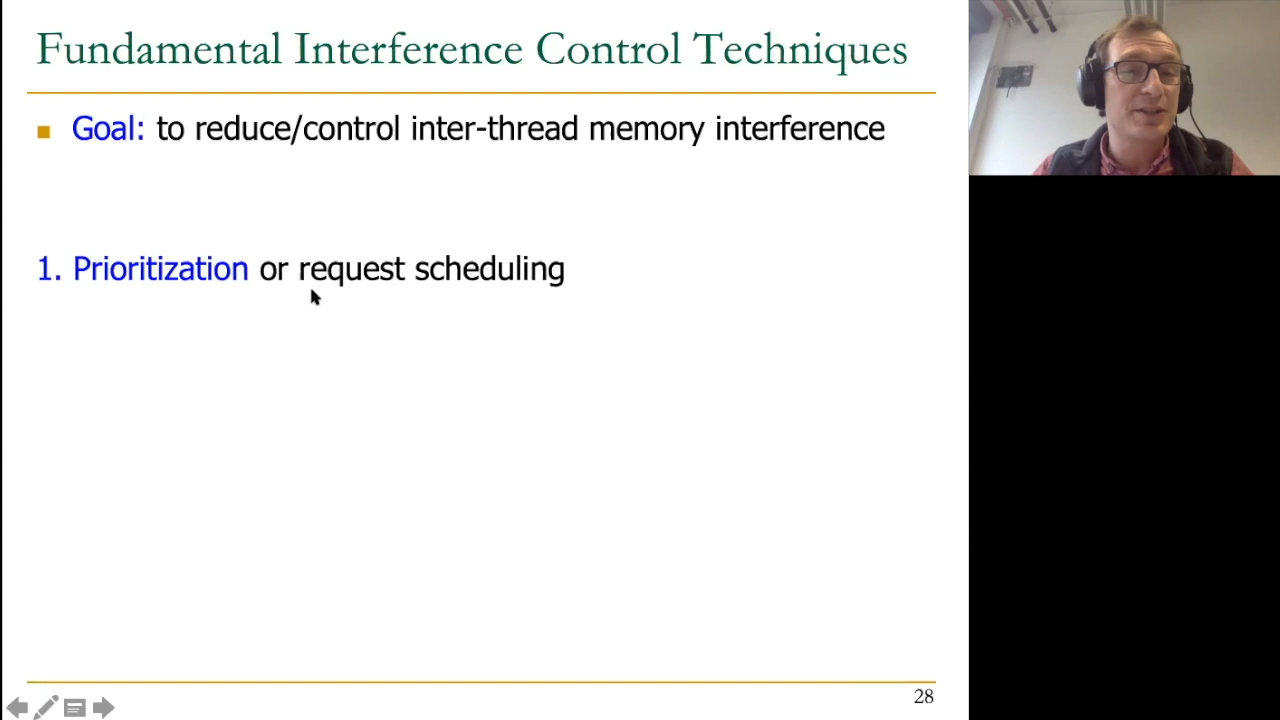 Fundamental Interference Control Techniques
Goal: to reduce/control inter-thread memory interference
1. Prioritization or request scheduling
28